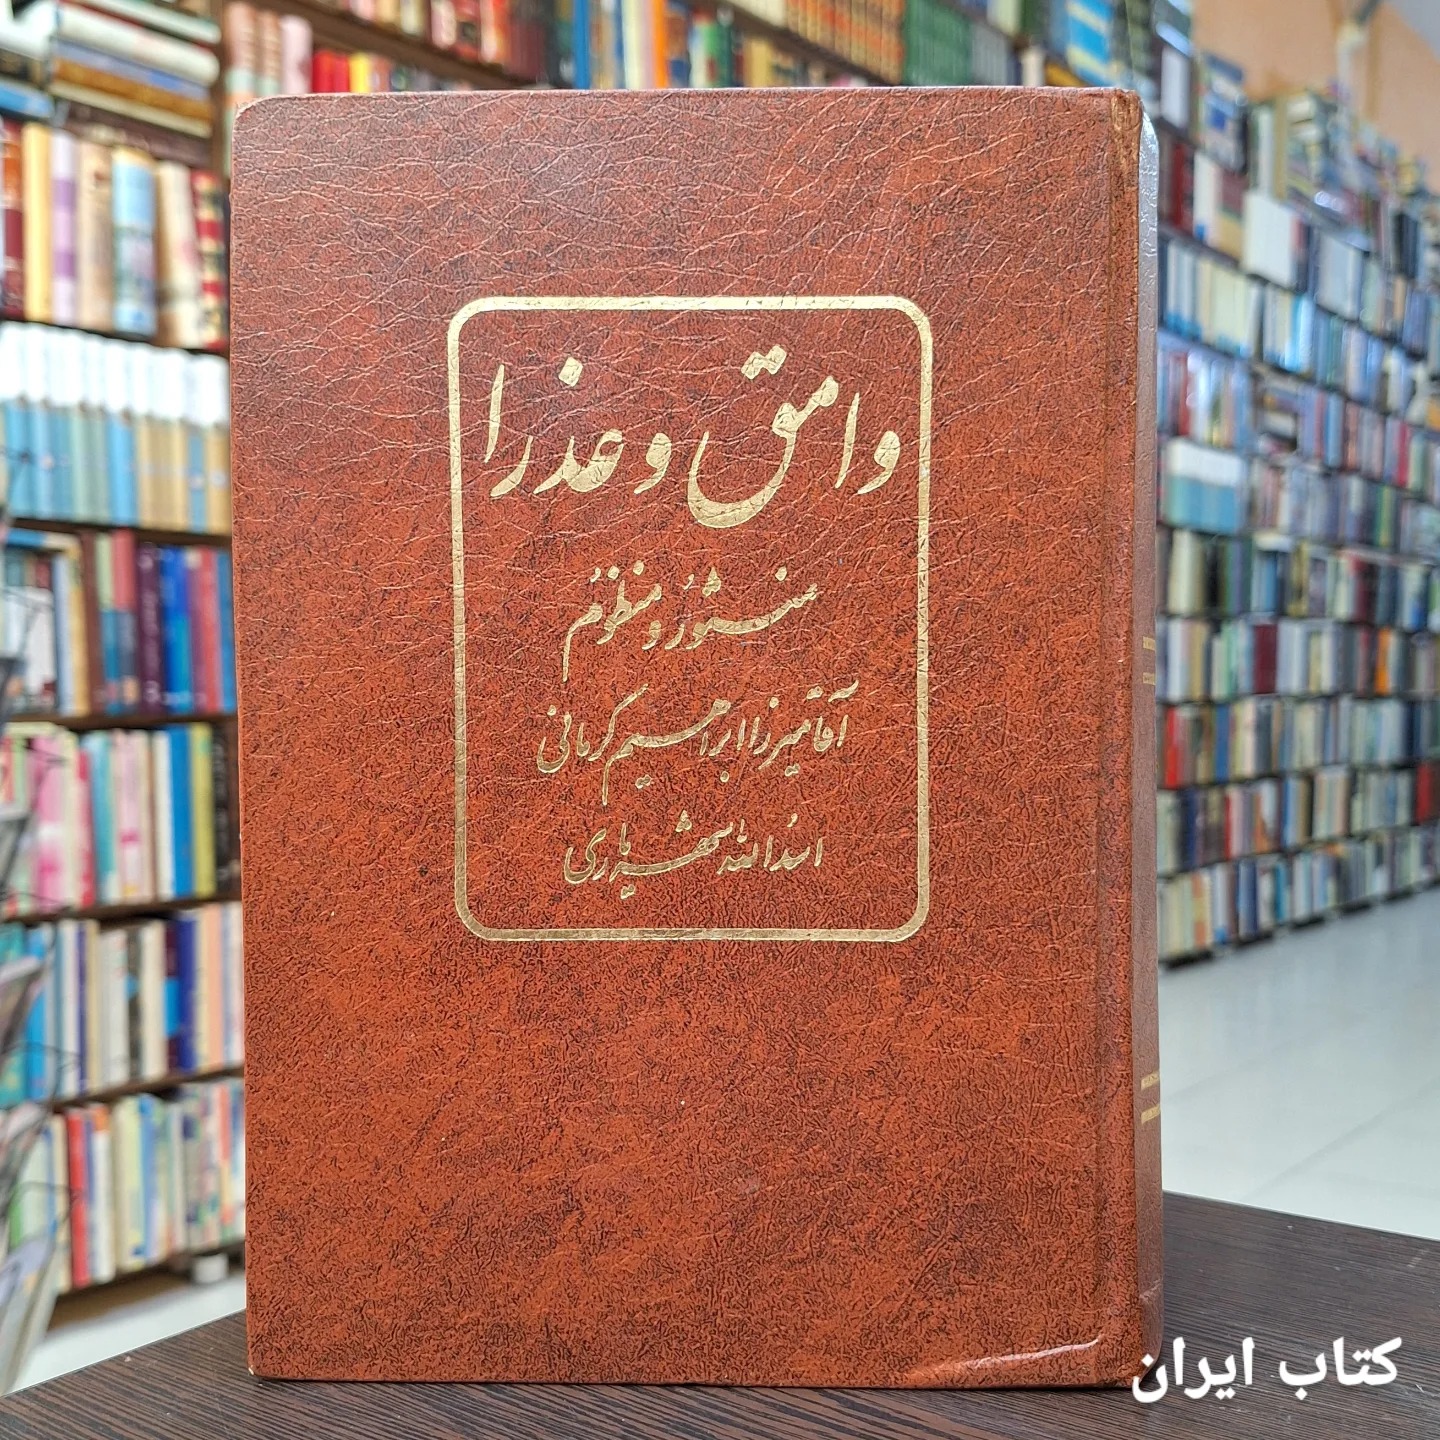 وامق و عذرا
منثور و منظوم
آقا میرزا ابراهیم کرمانی
اسدالله شهریاری
کتاب ایران